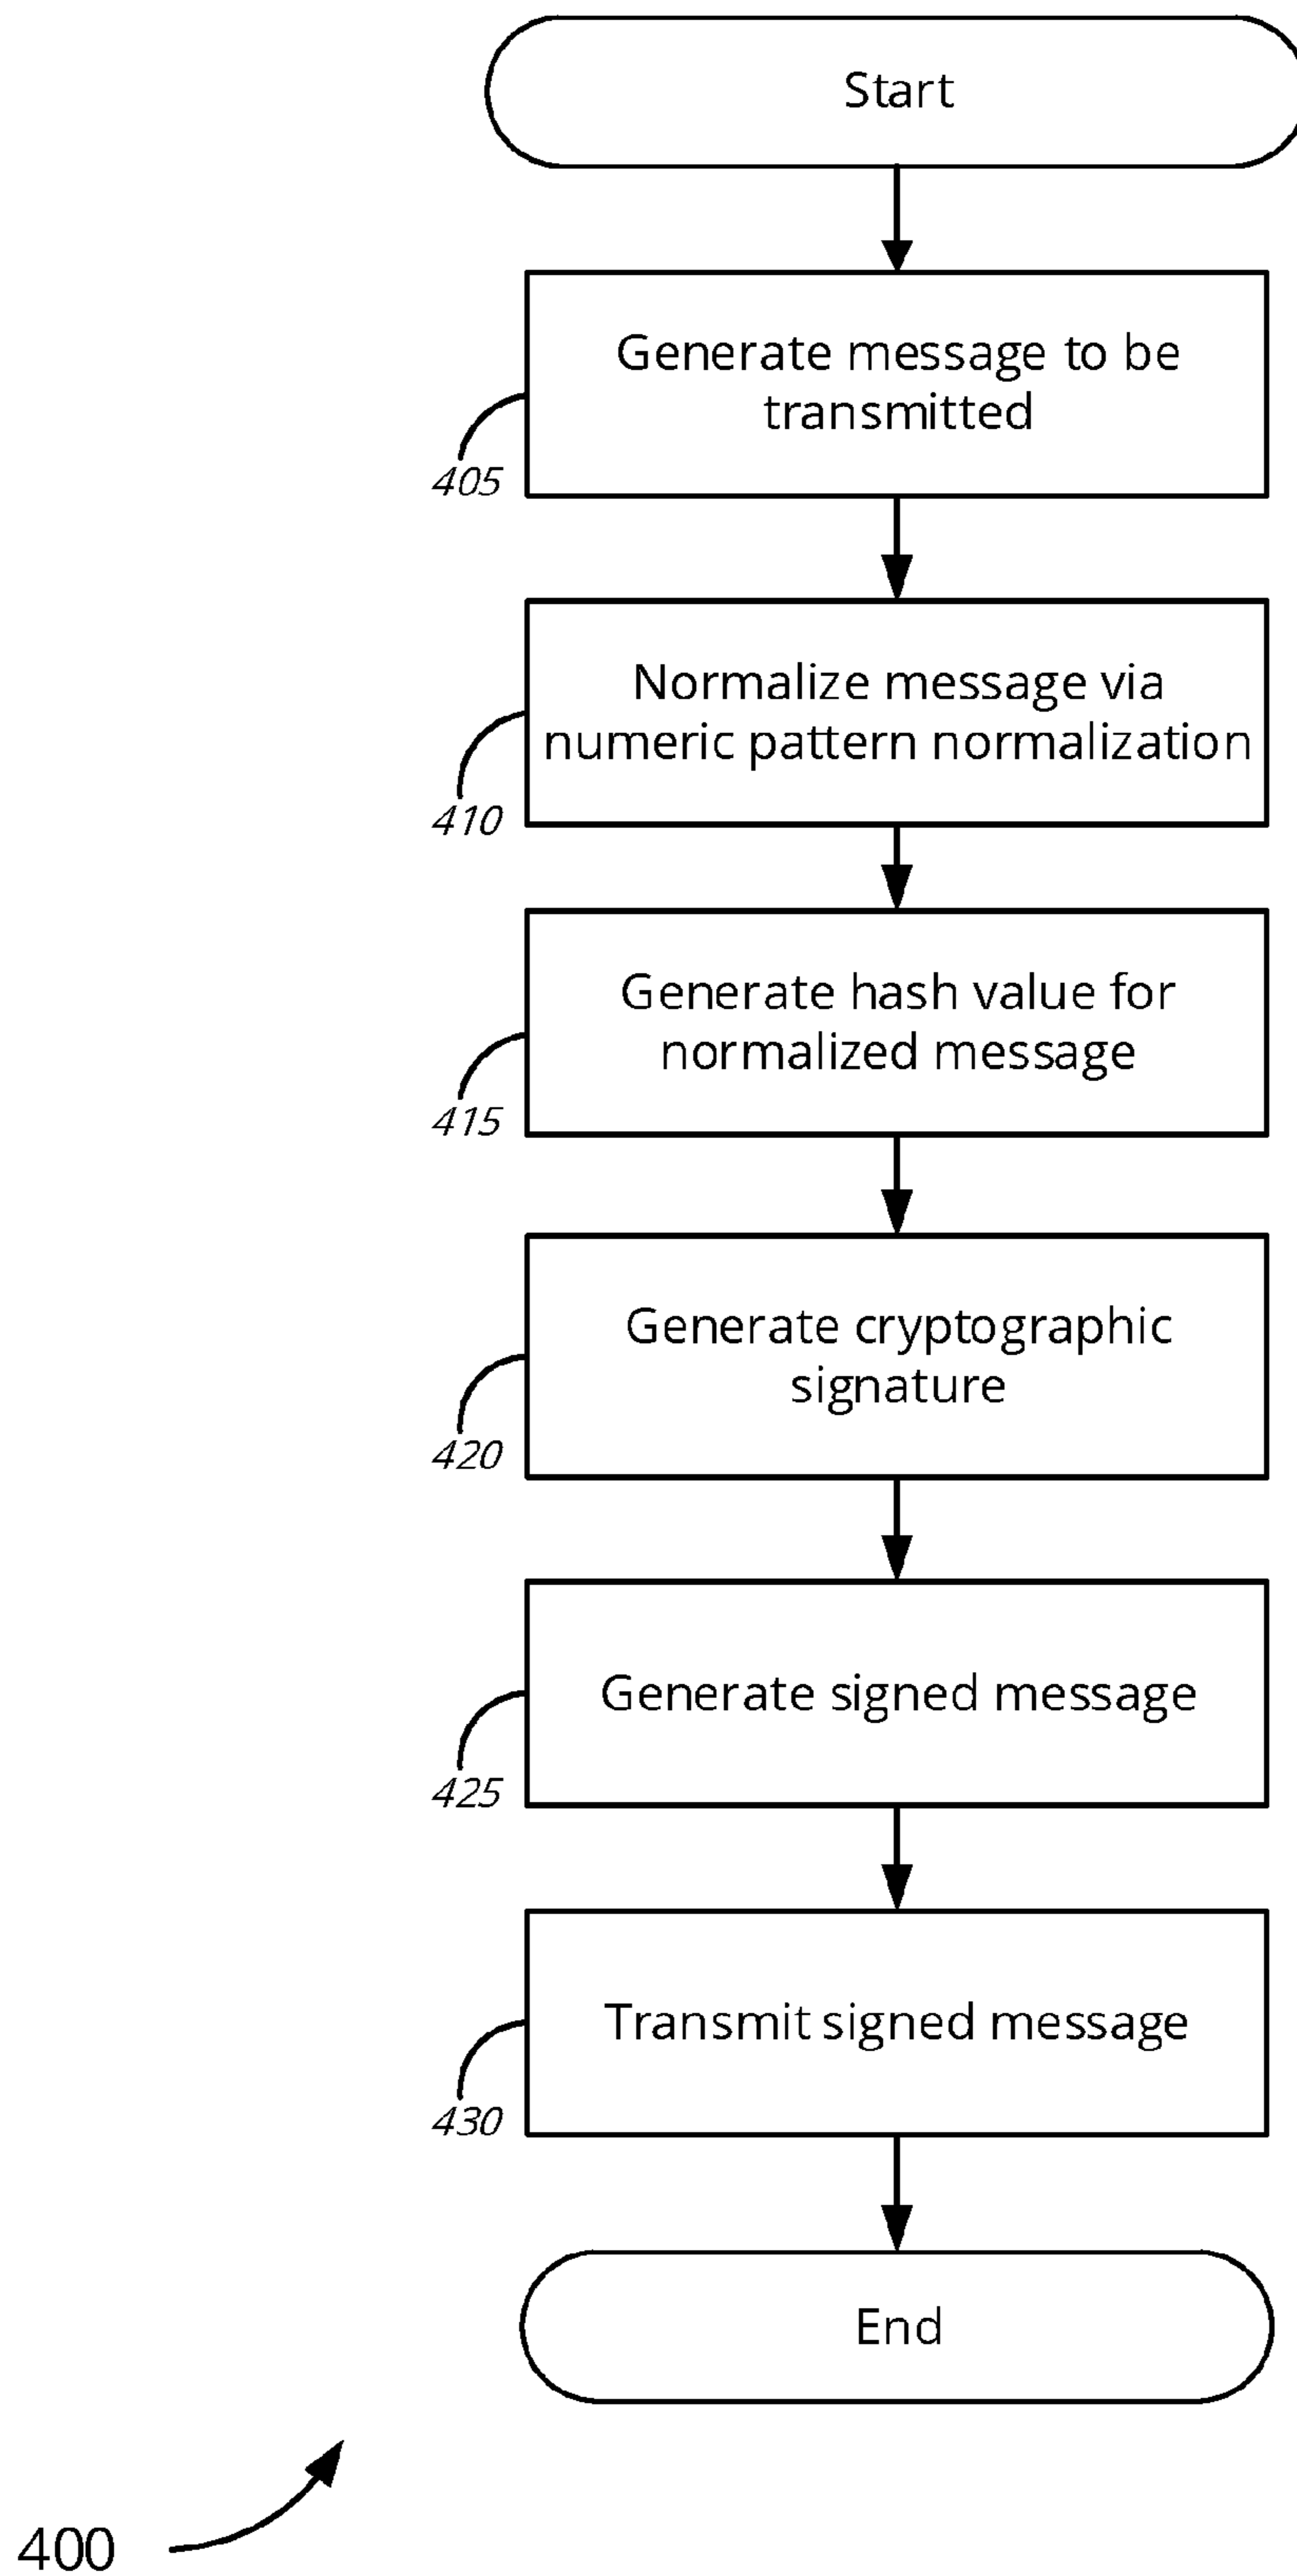 Start
Generate message to be
transmitted
405
Normalize message via
numeric pattern normalization
410
Generate hash value for
normalized message
415
Generate cryptographic
signature
420
Generate signed message
425
Transmit signed message
430
End
400